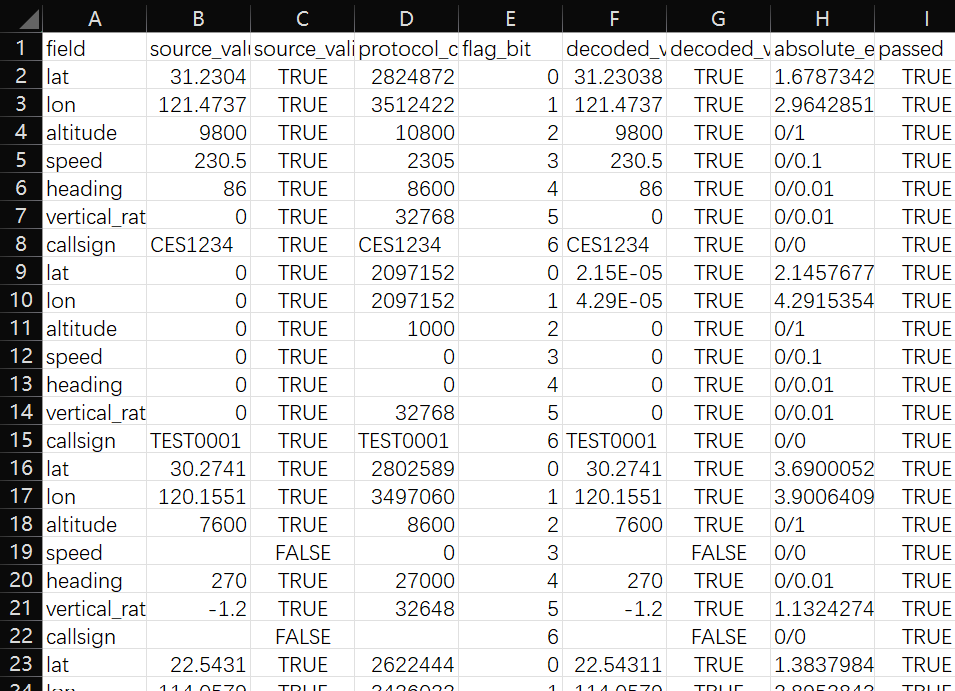 A B C D E F G H I
1 field source_valu source_vali protocol_c flag_bit decoded_v decoded_v absolute_e passed
2 lat 31.2304 TRUE 2824872 0 31.23038 TRUE 1.6787342 TRUE
3 lon 121.4737 TRUE 3512422 1 121.4737 TRUE 2.9642851 TRUE
4 altitude 9800 TRUE 10800 2 9800 TRUE 0/1 TRUE
5 speed 230.5 TRUE 2305 3 230.5 TRUE 0/0.1 TRUE
6 heading 86 TRUE 8600 4 86 TRUE 0/0.01 TRUE
7 vertical_rat 0 TRUE 32768 5 0 TRUE 0/0.01 TRUE
8 callsign CES1234 TRUE CES1234 6 CES1234 TRUE 0/0 TRUE
9 lat 0 TRUE 2097152 0 2.15E-05 TRUE 2.1457677 TRUE
10 lon 0 TRUE 2097152 1 4.29E-05 TRUE 4.2915354 TRUE
11 altitude 0 TRUE 1000 2 0 TRUE 0/1 TRUE
12 speed 0 TRUE 0 3 0 TRUE 0/0.1 TRUE
13 heading 0 TRUE 0 4 0 TRUE 0/0.01 TRUE
14 vertical_rat 0 TRUE 32768 5 0 TRUE 0/0.01 TRUE
15 callsign TEST0001 TRUE TEST0001 6 TEST0001 TRUE 0/0 TRUE
16 lat 30.2741 TRUE 2802589 0 30.2741 TRUE 3.6900052 TRUE
17 lon 120.1551 TRUE 3497060 1 120.1551 TRUE 3.9006409 TRUE
18 altitude 7600 TRUE 8600 2 7600 TRUE 0/1 TRUE
19 speed FALSE 0 3 FALSE 0/0 TRUE
20 heading 270 TRUE 27000 4 270 TRUE 0/0.01 TRUE
21 vertical_rat -1.2 TRUE 32648 5 -1.2 TRUE 1.1324274 TRUE
22 callsign FALSE 6 FALSE 0/0 TRUE
23 lat 22.5431 TRUE 2622444 0 22.54311 TRUE 1.3837984 TRUE
24 lon 114.0579 TRUE 1 114.0579 TRUE TRUE